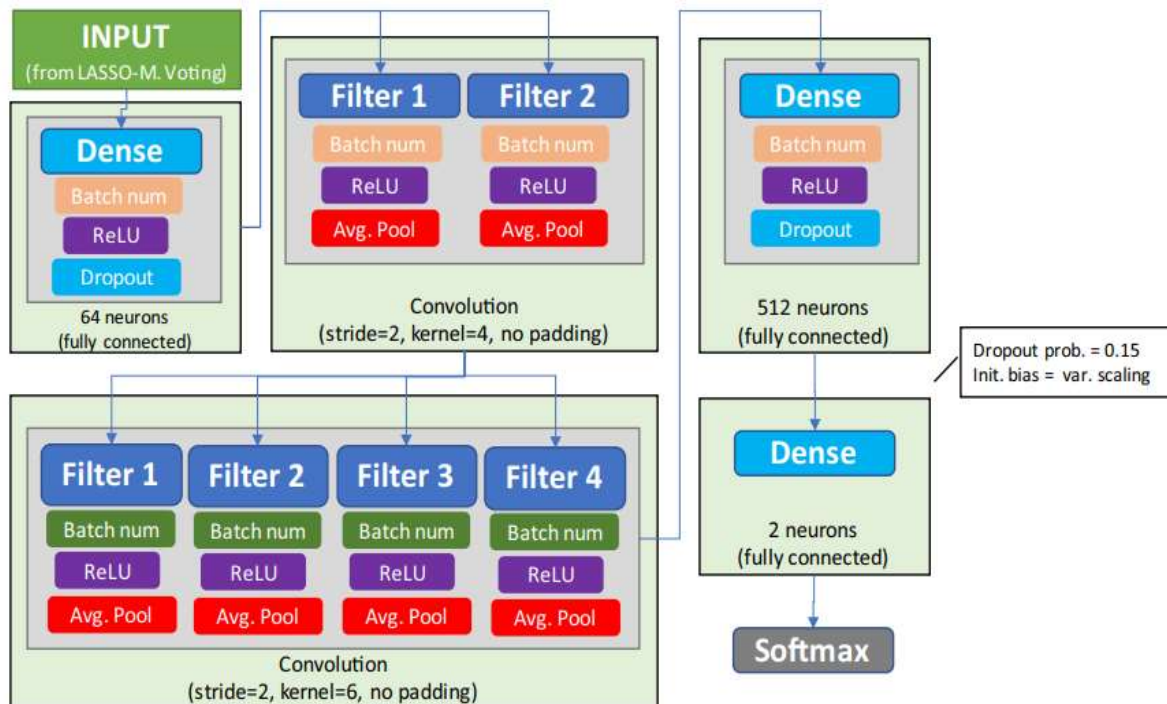 INPUT
(from LASSO-M. Voting)
Dense
Batch num
ReLU
Dropout
64 neurons
(fully connected)
Filter 1
Batch num
ReLU
Avg. Pool
Filter 2
Batch num
ReLU
Avg. Pool
Convolution
(stride=2, kernel=4, no padding)
Filter 1
Batch num
ReLU
Avg. Pool
Filter 2
Batch num
ReLU
Avg. Pool
Filter 3
Batch num
ReLU
Avg. Pool
Filter 4
Batch num
ReLU
Avg. Pool
Convolution
(stride=2, kernel=6, no padding)
Dense
Batch num
ReLU
Dropout
512 neurons
(fully connected)
Dropout prob. = 0.15
Init. bias = var. scaling
Dense
2 neurons
(fully connected)
Softmax